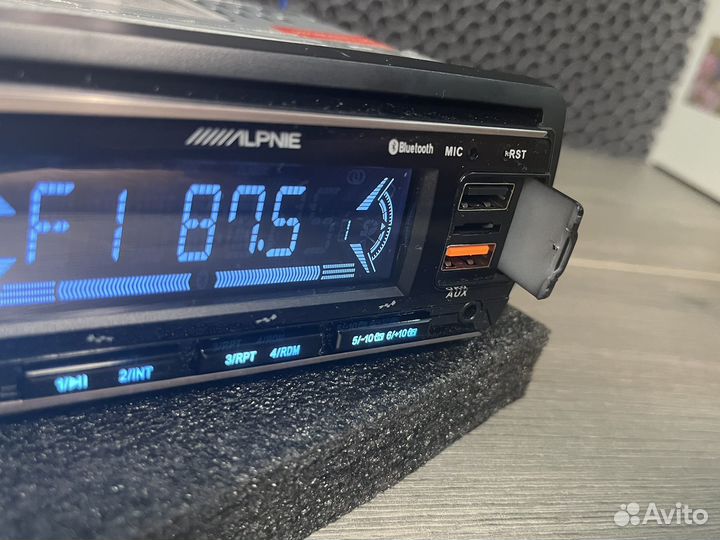 ALPNIE
Bluetooth MIC RST
F1 87.5
AUX
5/-10 6/+10
3/RPT 4/RDM
1/▶|| 2/INT
Avito